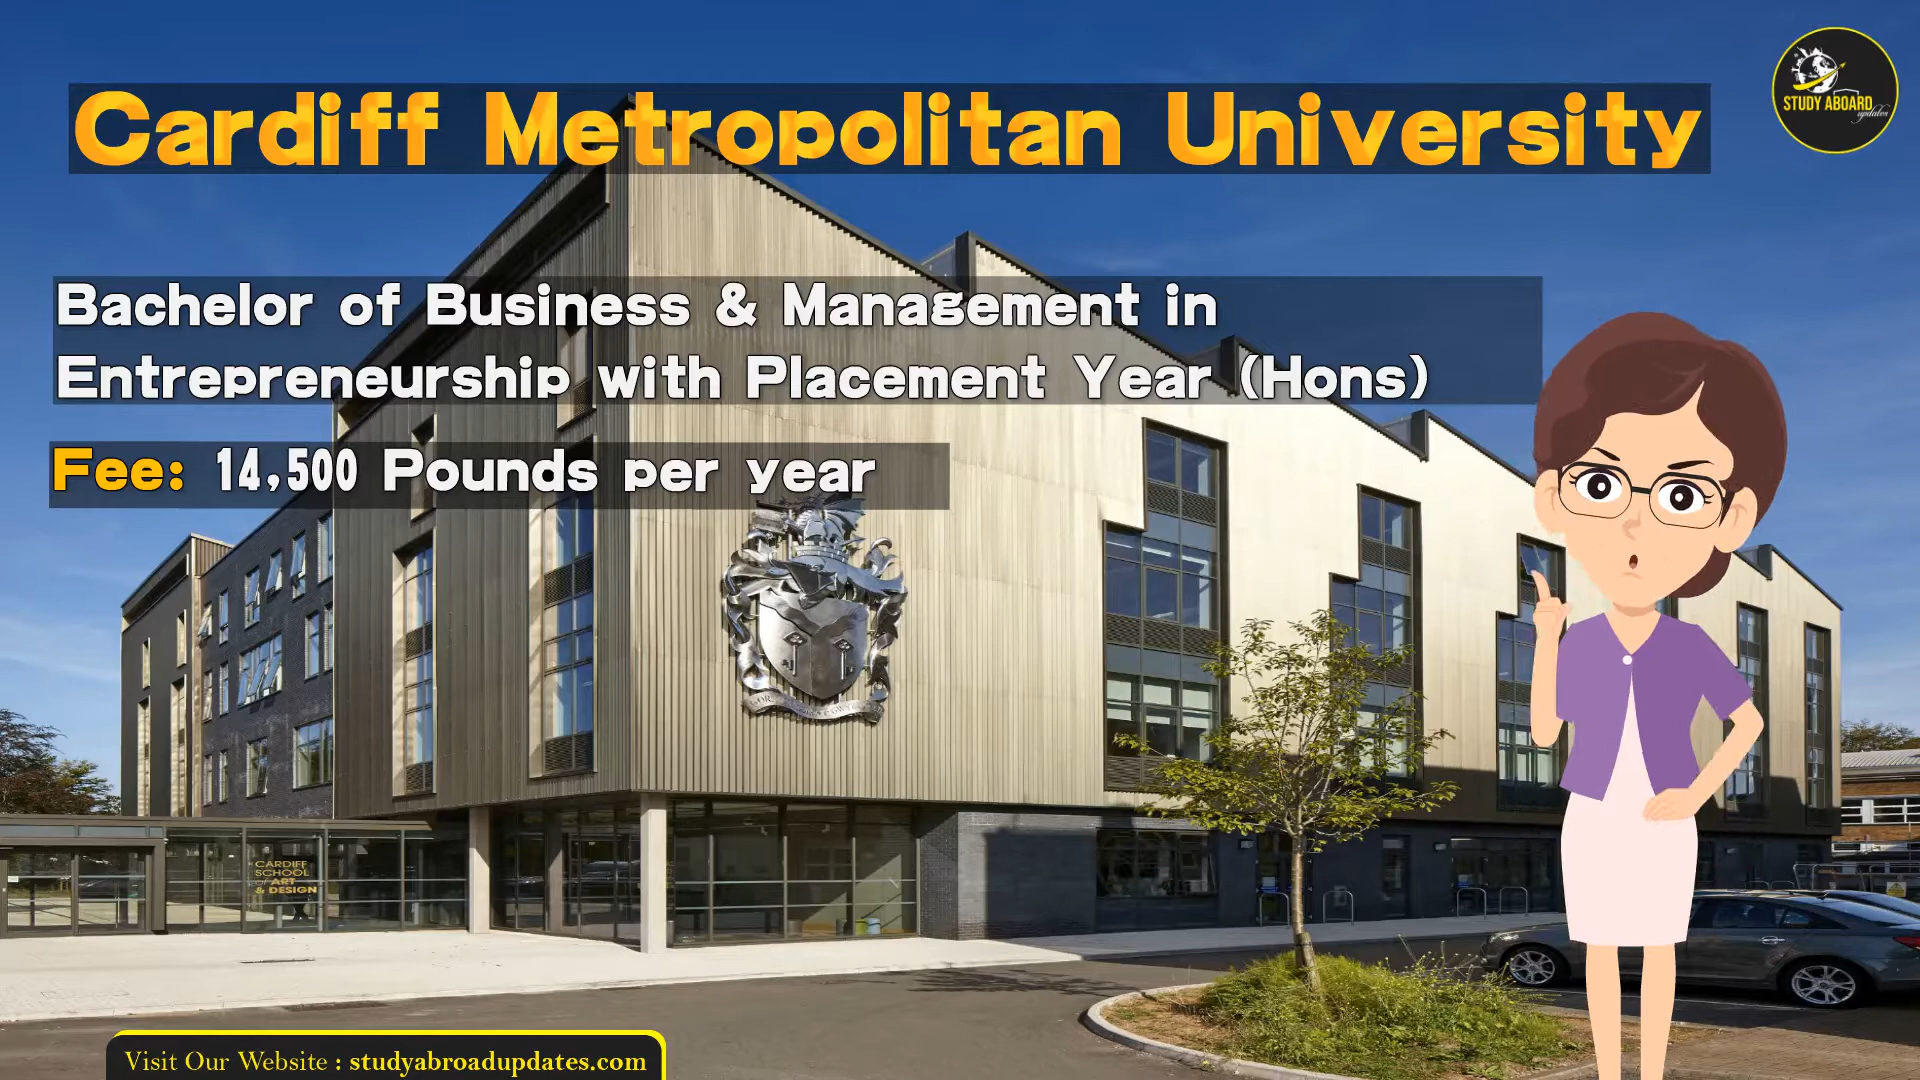 Cardiff Metropolitan University
STUDY ABOARD
updates
Bachelor of Business & Management in
Entrepreneurship with Placement Year (Hons)
Fee: 14,500 Pounds per year
CARDIFF
SCHOOL
of ART
& DESIGN
Visit Our Website : studyabroadupdates.com